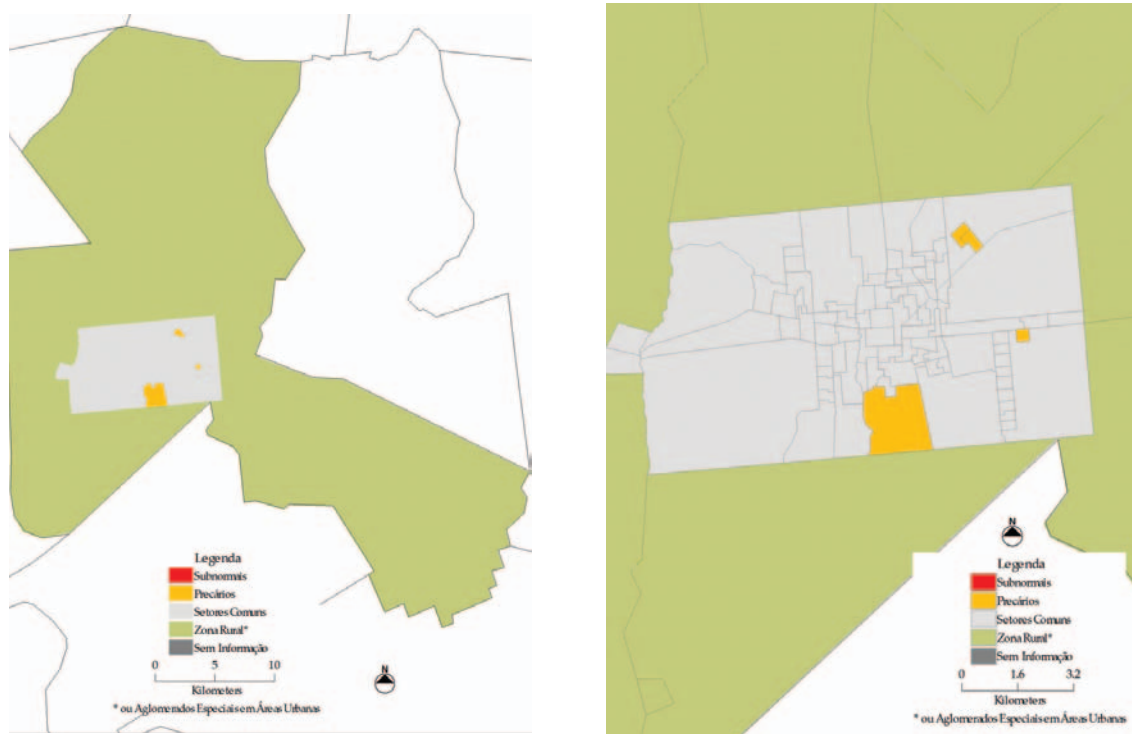 Legenda
Subnormais
Precários
Setores Comuns
Zona Rural*
Sem Informação
0 5 10
Kilometers
N
* ou Aglomerados Especiais em Áreas Urbanas
N
Legenda
Subnormais
Precários
Setores Comuns
Zona Rural*
Sem Informação
0 1.6 3.2
Kilometers
* ou Aglomerados Especiais em Áreas Urbanas